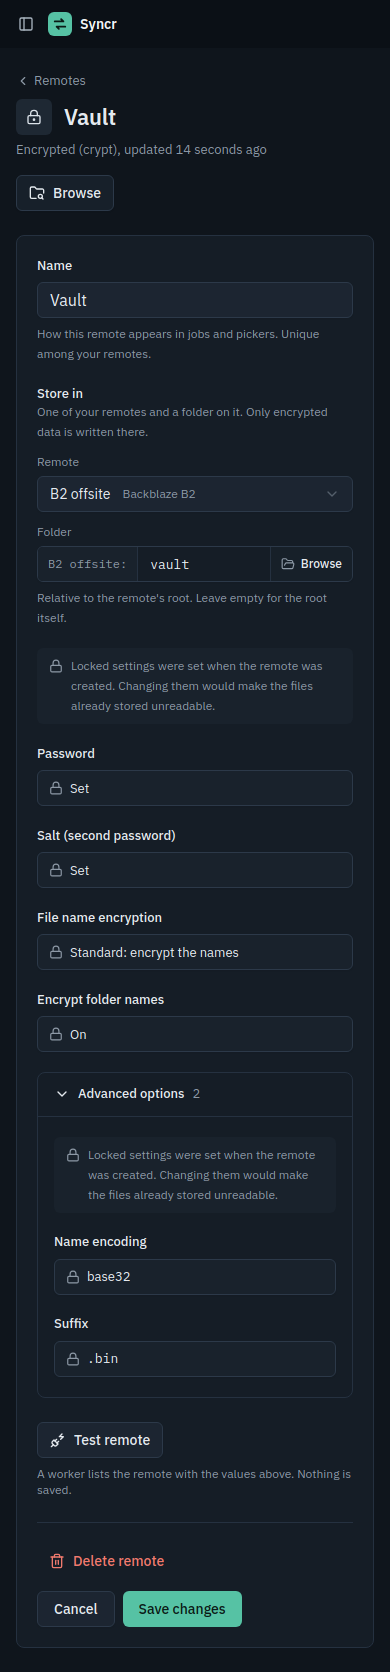 Syncr
Remotes
Vault
Encrypted (crypt), updated 14 seconds ago
Browse
Name
Vault
How this remote appears in jobs and pickers. Unique
among your remotes.
Store in
One of your remotes and a folder on it. Only encrypted
data is written there.
Remote
B2 offsite Backblaze B2
Folder
B2 offsite: vault Browse
Relative to the remote's root. Leave empty for the root
itself.
Locked settings were set when the remote was
created. Changing them would make the files
already stored unreadable.
Password
Set
Salt (second password)
Set
File name encryption
Standard: encrypt the names
Encrypt folder names
On
Advanced options 2
Locked settings were set when the remote
was created. Changing them would make
the files already stored unreadable.
Name encoding
base32
Suffix
.bin
Test remote
A worker lists the remote with the values above. Nothing is
saved.
Delete remote
Cancel Save changes